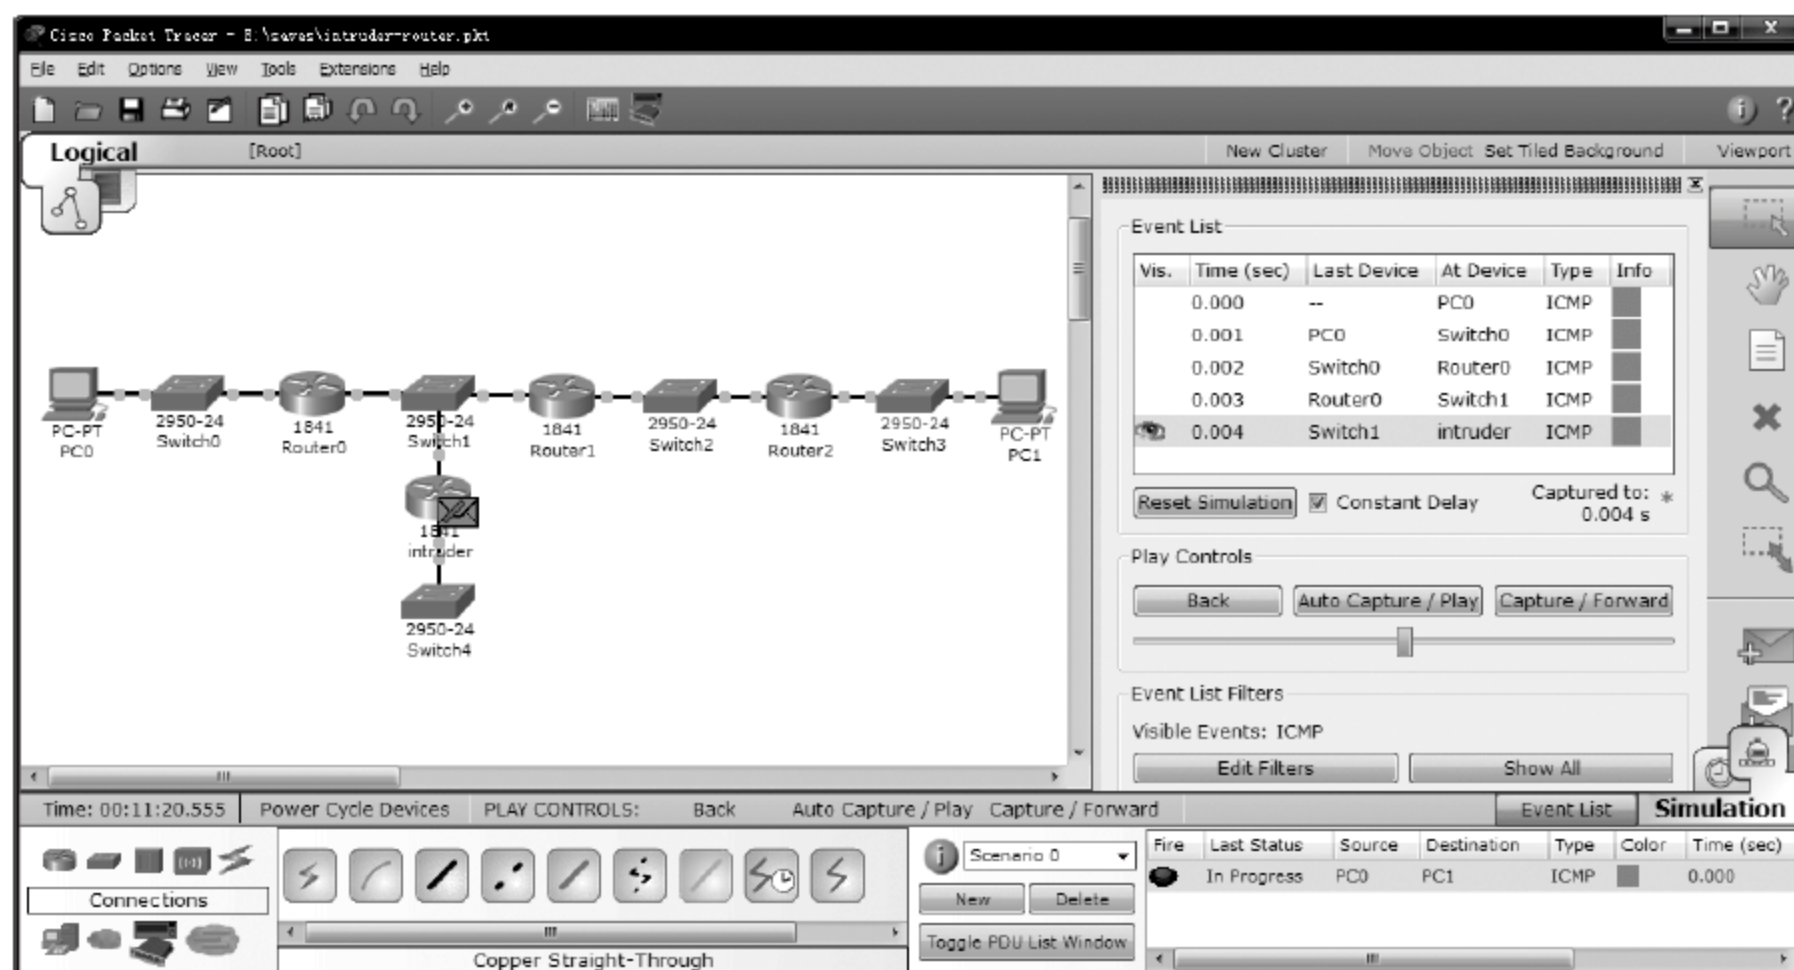 Cisco Packet Tracer - E:\saves\intruder-router.pkt
File Edit Options View Tools Extensions Help
Logical [Root] New Cluster Move Object Set Tiled Background Viewport
Event List
Vis. Time (sec) Last Device At Device Type Info
0.000 -- PC0 ICMP
0.001 PC0 Switch0 ICMP
0.002 Switch0 Router0 ICMP
0.003 Router0 Switch1 ICMP
0.004 Switch1 intruder ICMP
Reset Simulation Constant Delay Captured to: *
0.004 s
Play Controls
Back Auto Capture / Play Capture / Forward
Event List Filters
Visible Events: ICMP
Edit Filters Show All
PC-PT
PC0
2950-24
Switch0
1841
Router0
2950-24
Switch1
1841
Router1
2950-24
Switch2
1841
Router2
2950-24
Switch3
PC-PT
PC1
1841
intruder
2950-24
Switch4
Time: 00:11:20.555 Power Cycle Devices PLAY CONTROLS: Back Auto Capture / Play Capture / Forward Event List Simulation
Connections
Copper Straight-Through
Scenario 0
New Delete
Toggle PDU List Window
Fire Last Status Source Destination Type Color Time (sec)
In Progress PC0 PC1 ICMP 0.000